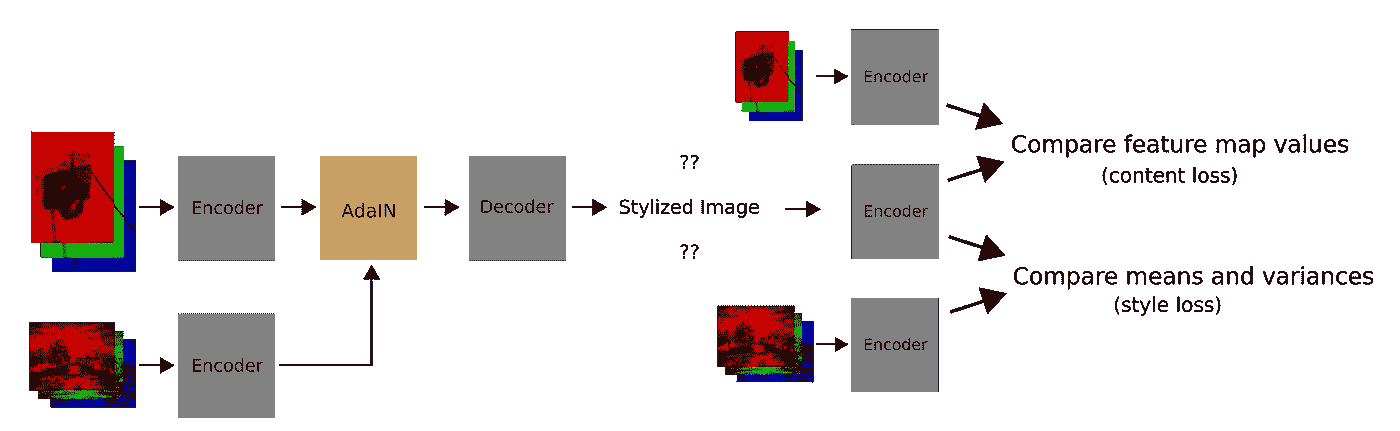 Encoder
AdaIN
Decoder
Encoder
??
Stylized Image
??
Encoder
Encoder
Encoder
Compare feature map values
(content loss)
Compare means and variances
(style loss)